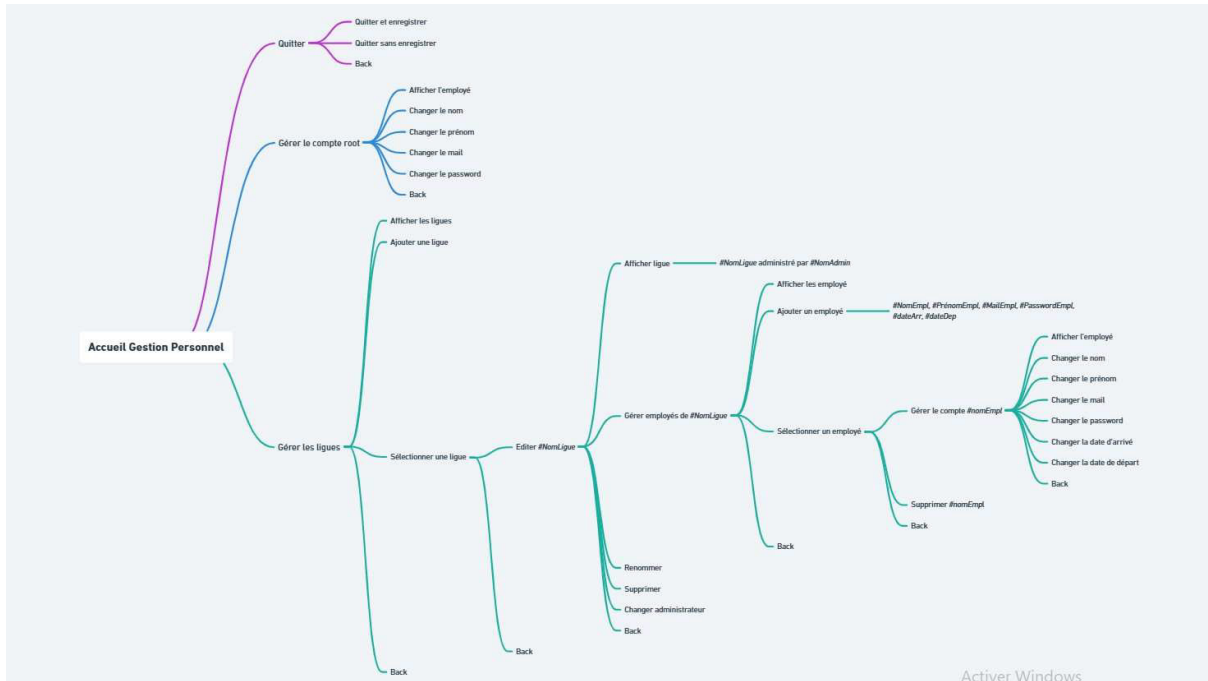 Quitter et enregistrer
Quitter
Quitter sans enregistrer
Back
Afficher l'employé
Changer le nom
Changer le prénom
Gérer le compte root
Changer le mail
Changer le password
Back
Afficher les ligues
Ajouter une ligue
Afficher ligue
#NomLigue administré par #NomAdmin
Afficher les employé
Ajouter un employé
#NomEmpl, #PrénomEmpl, #MailEmpl, #PasswordEmpl,
#dateArr, #dateDep
Accueil Gestion Personnel
Afficher l'employé
Changer le nom
Changer le prénom
Changer le mail
Gérer le compte #nomEmpl
Gérer employés de #NomLigue
Changer le password
Sélectionner un employé
Changer la date d'arrivé
Gérer les ligues
Editer #NomLigue
Sélectionner une ligue
Changer la date de départ
Back
Supprimer #nomEmpl
Back
Back
Renommer
Supprimer
Changer administrateur
Back
Back
Back
Activer Windows